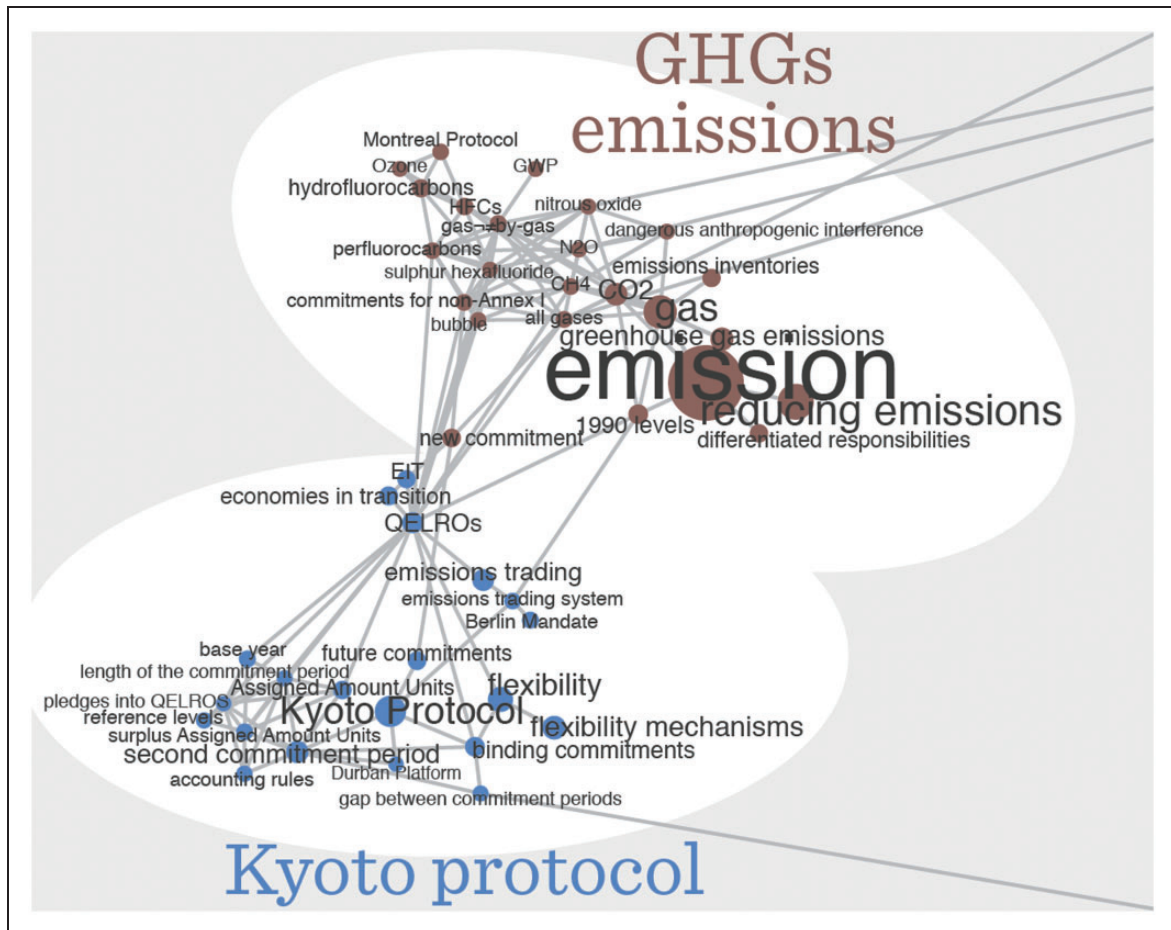 GHGs
emissions
Montreal Protocol
Ozone
GWP
hydrofluorocarbons
HFCs
nitrous oxide
gas¬≠by-gas
dangerous anthropogenic interference
perfluorocarbons
N2O
sulphur hexafluoride
emissions inventories
CH4
CO2
commitments for non-Annex I
gas
bubble
all gases
greenhouse gas emissions
emission
reducing emissions
1990 levels
new commitment
differentiated responsibilities
EIT
economies in transition
QELROs
emissions trading
emissions trading system
Berlin Mandate
base year
future commitments
length of the commitment period
Assigned Amount Units
flexibility
pledges into QELROS
Kyoto Protocol
reference levels
flexibility mechanisms
surplus Assigned Amount Units
second commitment period
binding commitments
Durban Platform
accounting rules
gap between commitment periods
Kyoto protocol